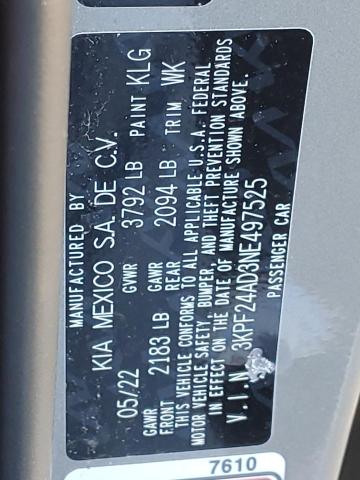 MANUFACTURED BY
KIA MEXICO S.A. DE C.V.
05/22 GVWR 3792 LB PAINT KLG
GAWR FRONT 2183 LB GAWR REAR 2094 LB TRIM WK
THIS VEHICLE CONFORMS TO ALL APPLICABLE U.S.A. FEDERAL
MOTOR VEHICLE SAFETY, BUMPER, AND THEFT PREVENTION STANDARDS
IN EFFECT ON THE DATE OF MANUFACTURE SHOWN ABOVE.
V.I.N 3KPF24AD3NE497525
PASSENGER CAR
7610